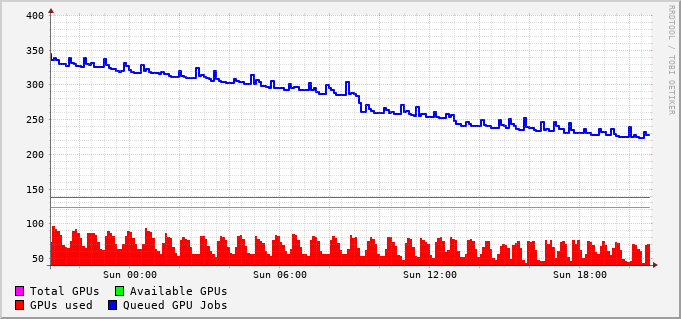 400
350
300
250
200
150
100
50
Sun 00:00 Sun 06:00 Sun 12:00 Sun 18:00
Total GPUs Available GPUs
GPUs used Queued GPU Jobs
RRDTOOL / TOBI OETIKER